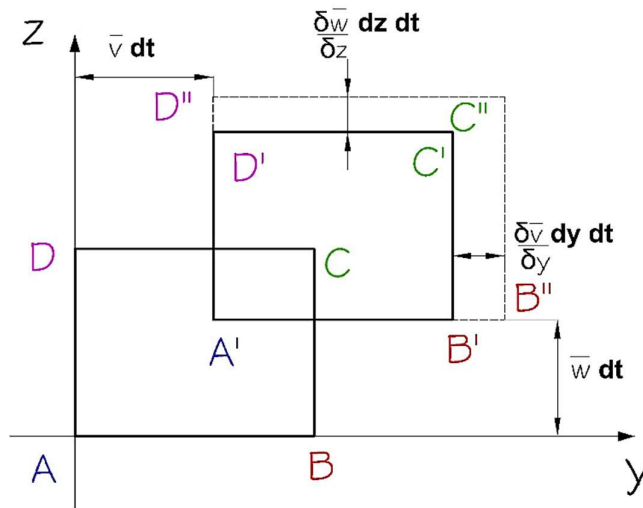 z
v̅ dt
δw̅ dz dt
δz
D"
C"
D'
C'
D
C
δv̅ dy dt
δy
B"
A'
B'
w̅ dt
A
B
y